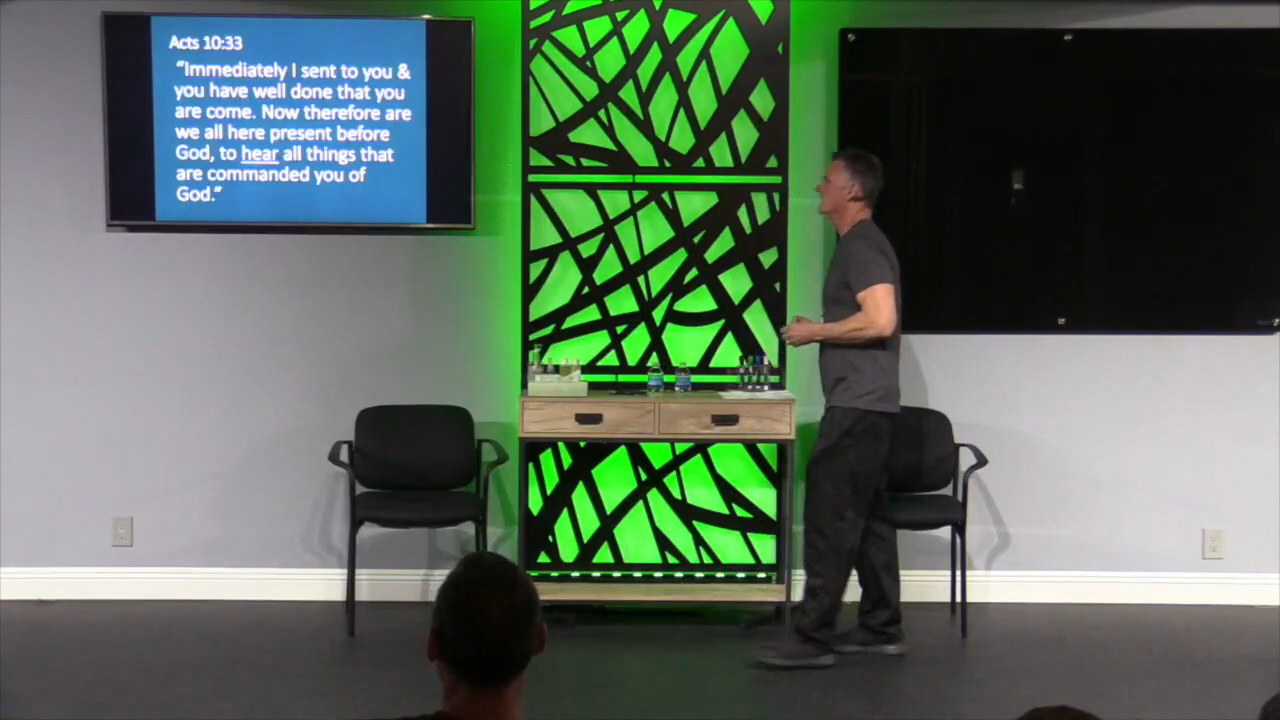 Acts 10:33
“Immediately I sent to you &
you have well done that you
are come. Now therefore are
we all here present before
God, to hear all things that
are commanded you of
God.”